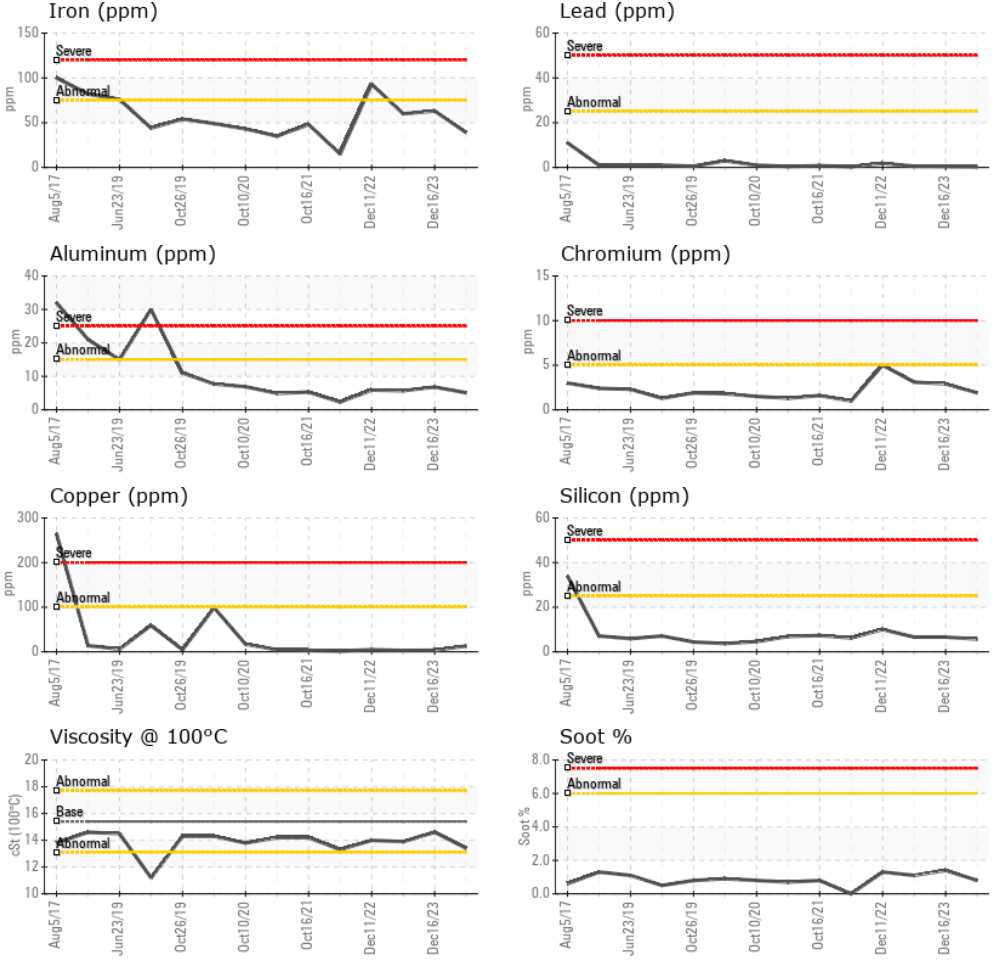 Iron (ppm)
150
100
50
0
ppm
Severe
Abnormal
Aug5/17
Jun23/19
Oct26/19
Oct10/20
Oct16/21
Dec11/22
Dec16/23
Lead (ppm)
60
40
20
0
ppm
Severe
Abnormal
Aug5/17
Jun23/19
Oct26/19
Oct10/20
Oct16/21
Dec11/22
Dec16/23
Aluminum (ppm)
40
30
20
10
0
ppm
Severe
Abnormal
Aug5/17
Jun23/19
Oct26/19
Oct10/20
Oct16/21
Dec11/22
Dec16/23
Chromium (ppm)
15
10
5
0
ppm
Severe
Abnormal
Aug5/17
Jun23/19
Oct26/19
Oct10/20
Oct16/21
Dec11/22
Dec16/23
Copper (ppm)
300
200
100
0
ppm
Severe
Abnormal
Aug5/17
Jun23/19
Oct26/19
Oct10/20
Oct16/21
Dec11/22
Dec16/23
Silicon (ppm)
60
40
20
0
ppm
Severe
Abnormal
Aug5/17
Jun23/19
Oct26/19
Oct10/20
Oct16/21
Dec11/22
Dec16/23
Viscosity @ 100°C
20
18
16
14
12
10
cSt (100°C)
Abnormal
Base
Abnormal
Aug5/17
Jun23/19
Oct26/19
Oct10/20
Oct16/21
Dec11/22
Dec16/23
Soot %
8.0
6.0
4.0
2.0
0.0
Soot %
Severe
Abnormal
Aug5/17
Jun23/19
Oct26/19
Oct10/20
Oct16/21
Dec11/22
Dec16/23